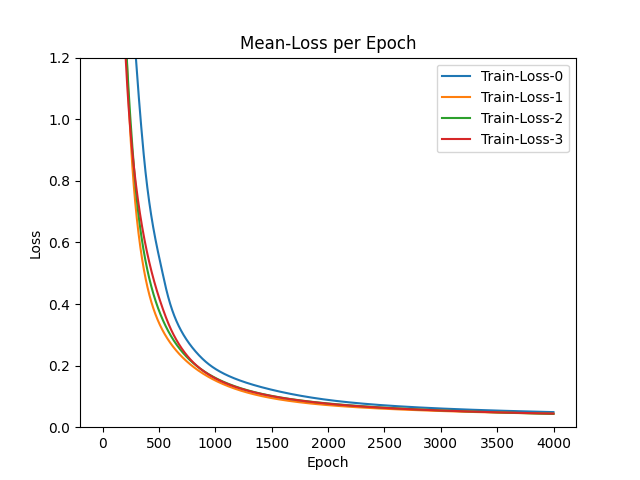 Mean-Loss per Epoch
1.2
1.0
0.8
0.6
0.4
0.2
0.0
Loss
Train-Loss-0
Train-Loss-1
Train-Loss-2
Train-Loss-3
0 500 1000 1500 2000 2500 3000 3500 4000
Epoch